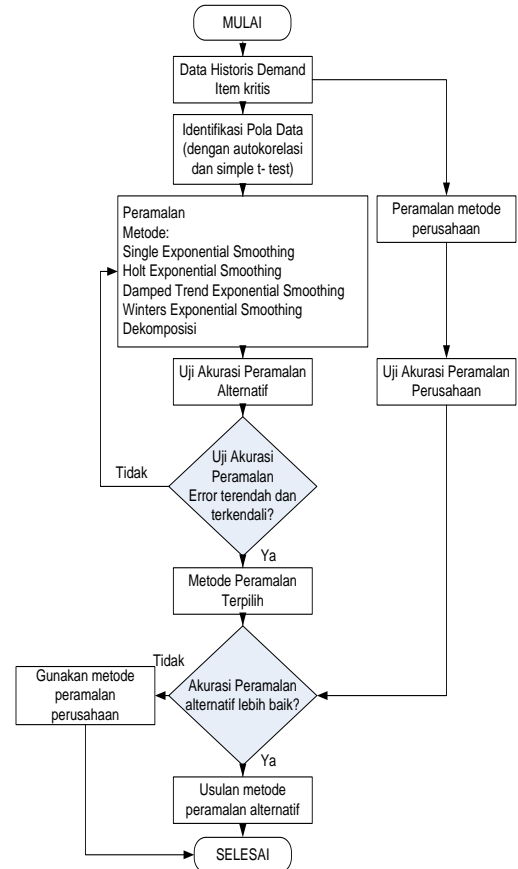 MULAI
Data Historis Demand
Item kritis
Identifikasi Pola Data
(dengan autokorelasi
dan simple t- test)
Peramalan
Metode:
Single Exponential Smoothing
Holt Exponential Smoothing
Damped Trend Exponential Smoothing
Winters Exponential Smoothing
Dekomposisi
Peramalan metode
perusahaan
Uji Akurasi Peramalan
Alternatif
Uji Akurasi Peramalan
Perusahaan
Uji Akurasi
Peramalan
Error terendah dan
terkendali?
Tidak
Ya
Metode Peramalan
Terpilih
Akurasi Peramalan
alternatif lebih baik?
Tidak
Gunakan metode
peramalan
perusahaan
Ya
Usulan metode
peramalan alternatif
SELESAI